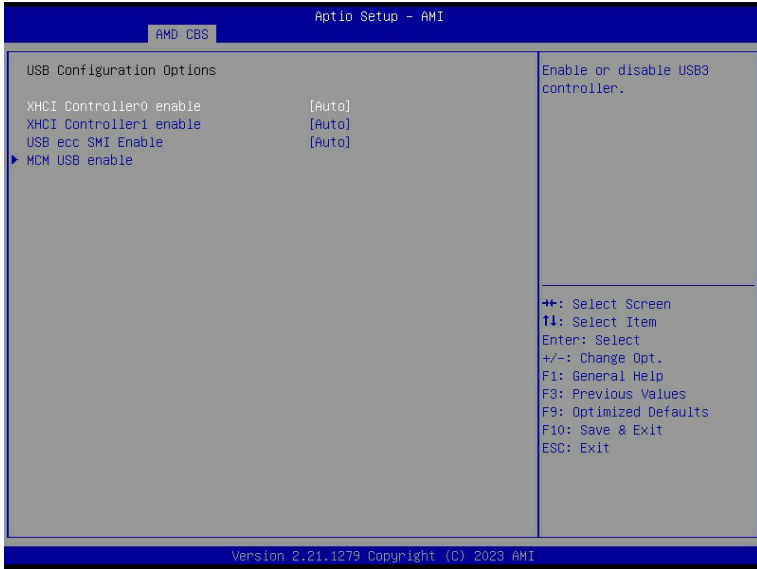 Aptio Setup – AMI
AMD CBS
USB Configuration Options
XHCI Controller0 enable [Auto]
XHCI Controller1 enable [Auto]
USB ecc SMI Enable [Auto]
MCM USB enable
Enable or disable USB3
controller.
→←: Select Screen
↑↓: Select Item
Enter: Select
+/-: Change Opt.
F1: General Help
F3: Previous Values
F9: Optimized Defaults
F10: Save & Exit
ESC: Exit
Version 2.21.1279 Copyright (C) 2023 AMI